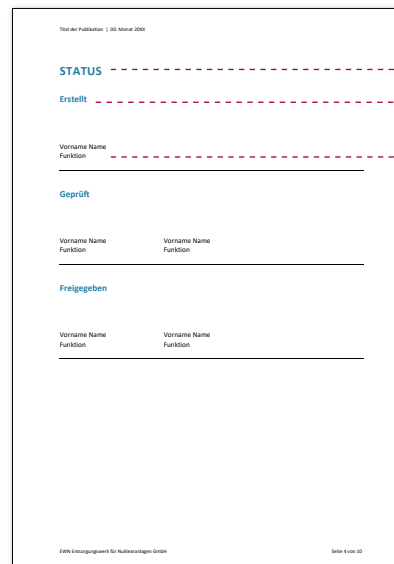 Titel der Publikation | 00. Monat 20XX
STATUS
Erstellt
Vorname Name
Funktion
Geprüft
Vorname Name Vorname Name
Funktion Funktion
Freigegeben
Vorname Name Vorname Name
Funktion Funktion
EWN Entsorgungswerk für Nuklearanlagen GmbH Seite 4 von 10